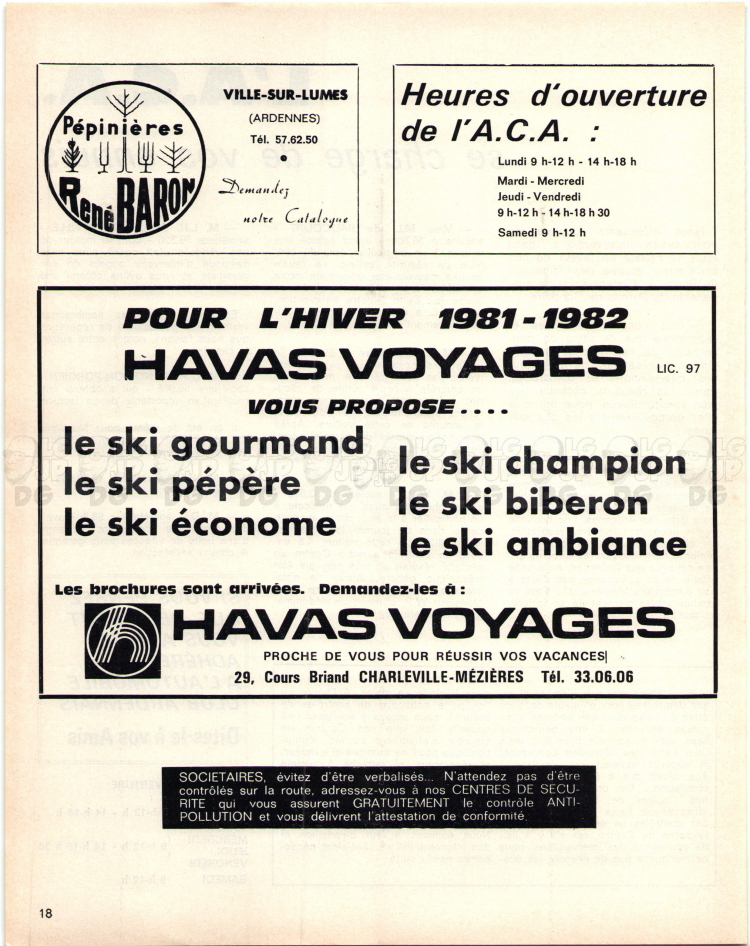 Pépinières
René BARON
VILLE-SUR-LUMES
(ARDENNES)
Tél. 57.62.50
Demandez
notre Catalogue
Heures d'ouverture
de l'A.C.A. :
Lundi 9 h-12 h - 14 h-18 h
Mardi - Mercredi
Jeudi - Vendredi
9 h-12 h - 14 h-18 h 30
Samedi 9 h-12 h
POUR L'HIVER 1981-1982
HAVAS VOYAGES
LIC. 97
VOUS PROPOSE....
le ski gourmand
le ski pépère
le ski économe
le ski champion
le ski biberon
le ski ambiance
Les brochures sont arrivées. Demandez-les à :
HAVAS VOYAGES
PROCHE DE VOUS POUR RÉUSSIR VOS VACANCES
29, Cours Briand CHARLEVILLE-MÉZIÈRES Tél. 33.06.06
SOCIETAIRES, évitez d'être verbalisés... N'attendez pas d'être
contrôlés sur la route, adressez-vous à nos CENTRES DE SECU-
RITE qui vous assurent GRATUITEMENT le contrôle ANTI-
POLLUTION et vous délivrent l'attestation de conformité.
18